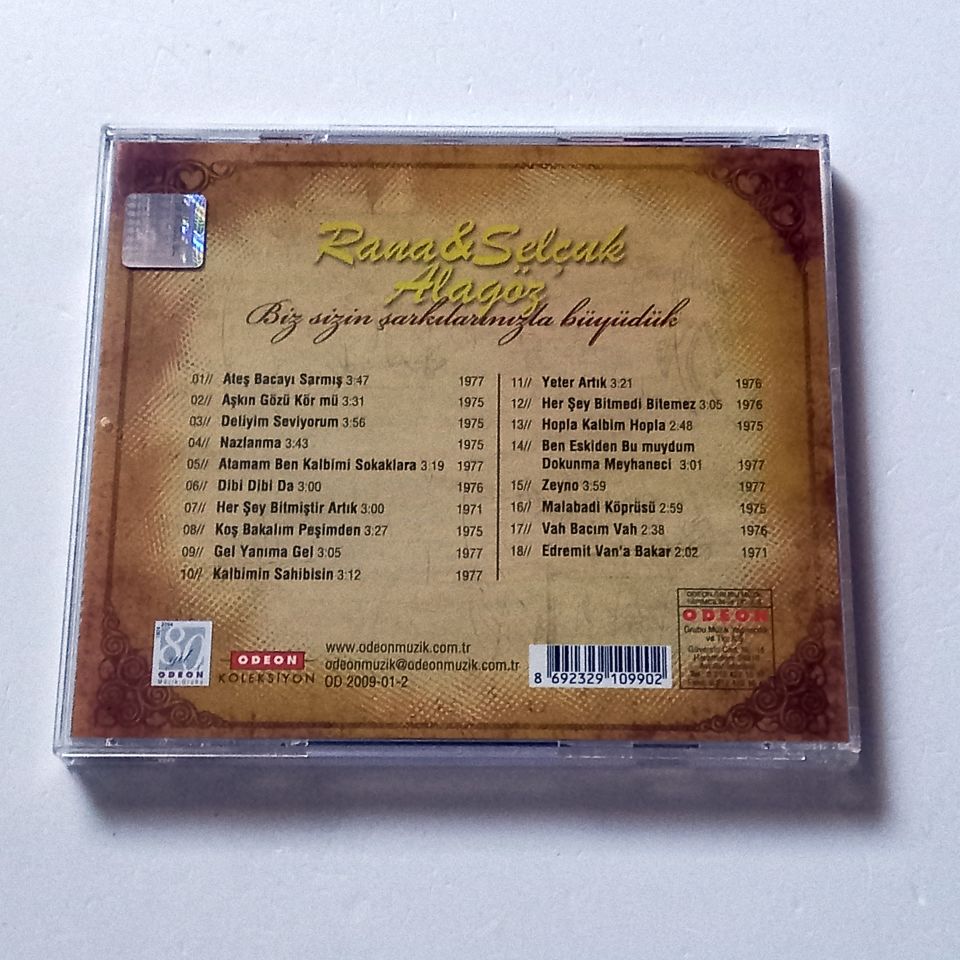 Rana&Selçuk
Alagöz
Biz sizin şarkılarınızla büyüdük
01// Ateş Bacayı Sarmış 3:47 1977
02// Aşkın Gözü Kör mü 3:31 1975
03// Deliyim Seviyorum 3:56 1975
04// Nazlanma 3:43 1975
05// Atamam Ben Kalbimi Sokaklara 3:19 1977
06// Dibi Dibi Da 3:00 1976
07// Her Şey Bitmiştir Artık 3:00 1971
08// Koş Bakalım Peşimden 3:27 1975
09// Gel Yanıma Gel 3:05 1977
10// Kalbimin Sahibisin 3:12 1977
11// Yeter Artık 3:21 1976
12// Her Şey Bitmedi Bitemez 3:05 1976
13// Hopla Kalbim Hopla 2:48 1975
14// Ben Eskiden Bu muydum
Dokunma Meyhaneci 3:01 1977
15// Zeyno 3:59 1977
16// Malabadi Köprüsü 2:59 1975
17// Vah Bacım Vah 2:38 1976
18// Edremit Van'a Bakar 2:02 1971
80
ODEON
ODEON
KOLEKSİYON
www.odeonmuzik.com.tr
odeonmuzik@odeonmuzik.com.tr
OD 2009-01-2
8 692329 109902
ODEON